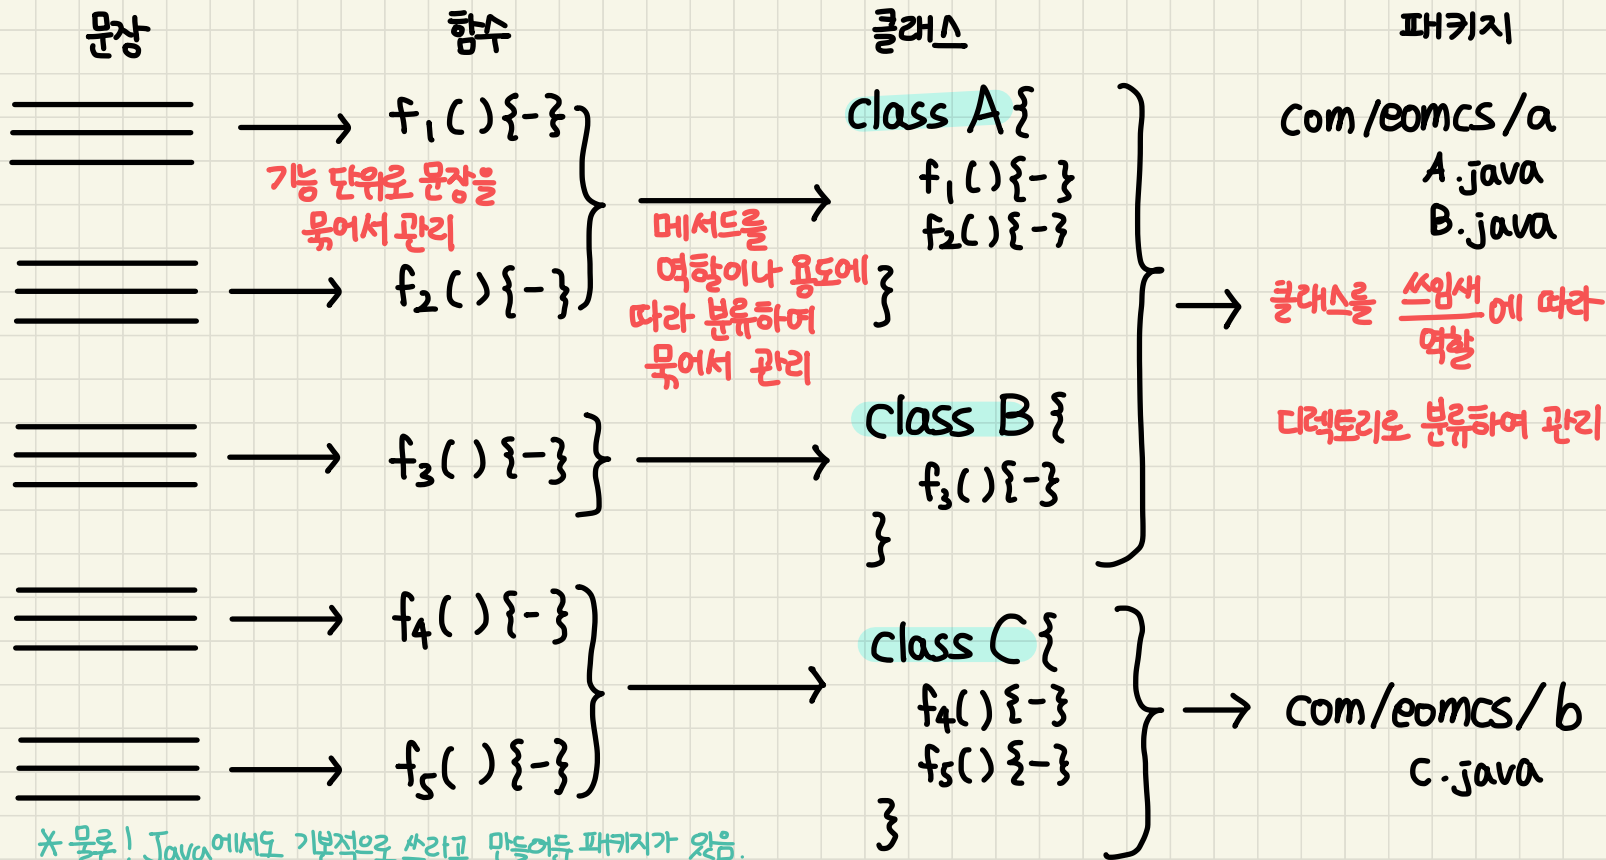 문장
함수
클래스
패키지
f₁(){-}
기능 단위로 문장을
묶어서 관리
f₂(){-}
f₃(){-}
f₄(){-}
f₅(){-}
메서드를
역할이나 용도에
따라 분류하여
묶어서 관리
class A{
f₁(){-}
f₂(){-}
}
class B{
f₃(){-}
}
class C{
f₄(){-}
f₅(){-}
}
com/eomcs/a
A.java
B.java
클래스를 쓰임새에 따라
역할
디렉토리로 분류하여 관리
com/eomcs/b
C.java
* 물론! Java에서도 기본적으로 쓰라고 만들어둔 패키지가 있음.